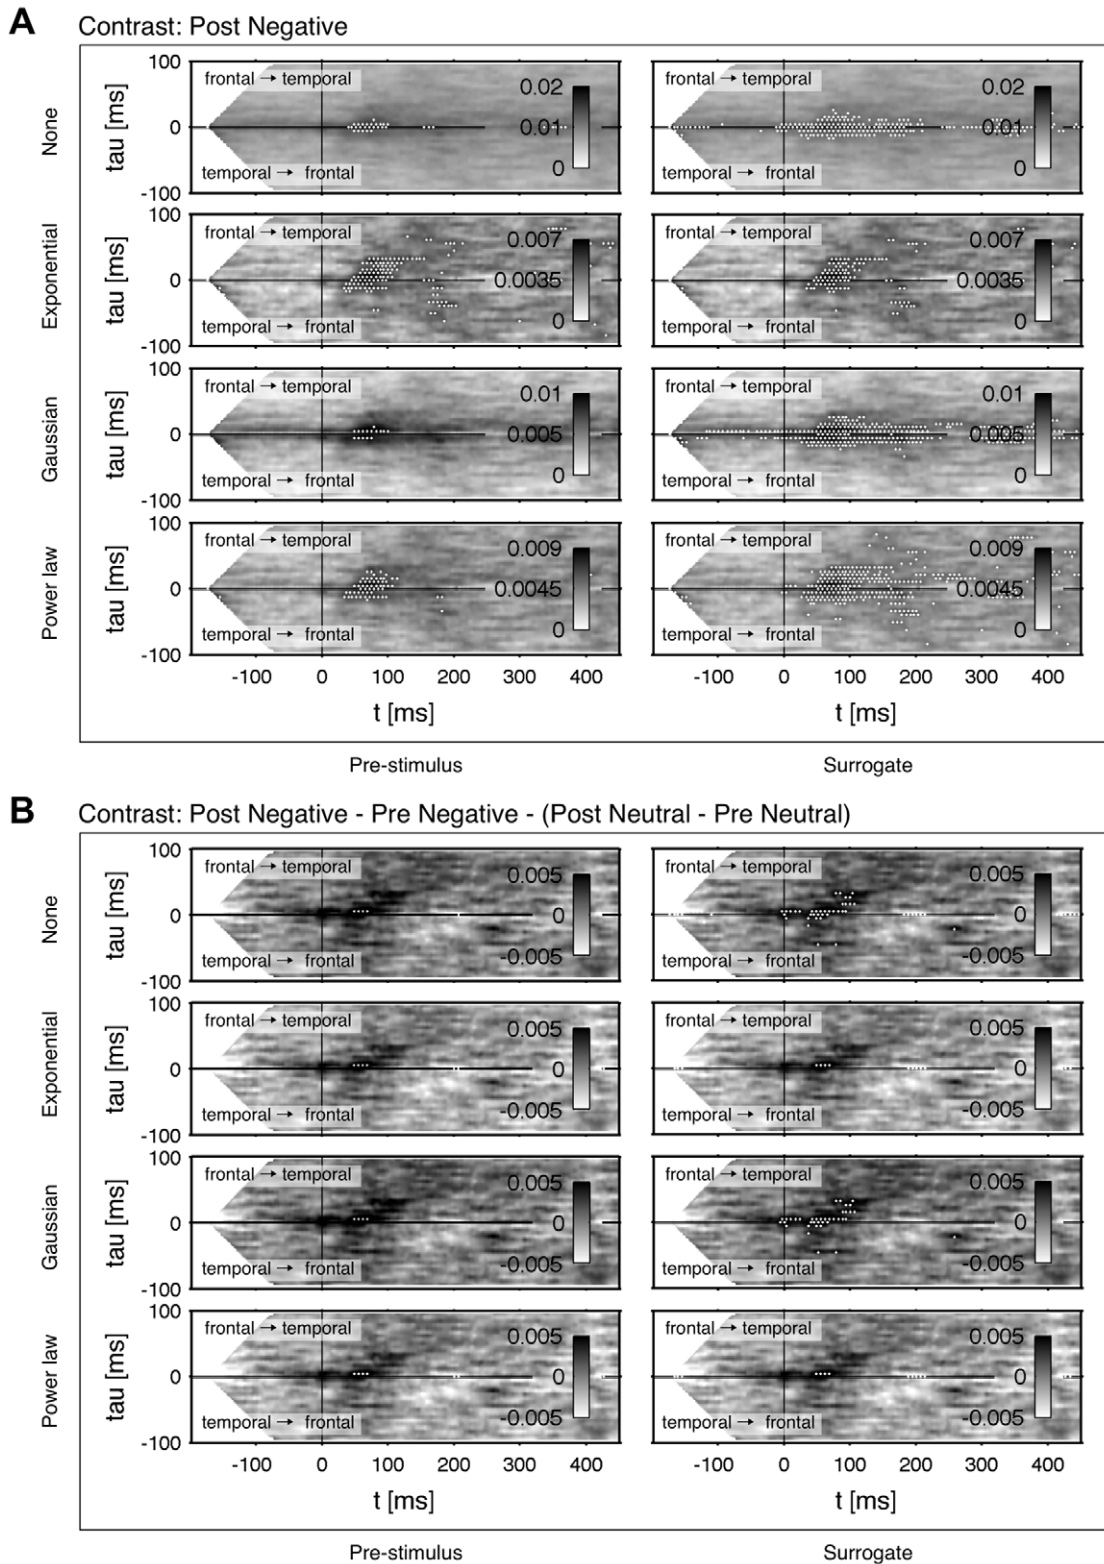 A
Contrast: Post Negative
None
tau [ms]
100
0
-100
frontal → temporal
temporal → frontal
0.02
0.01
0
frontal → temporal
temporal → frontal
0.02
0.01
0
Exponential
tau [ms]
100
0
-100
frontal → temporal
temporal → frontal
0.007
0.0035
0
frontal → temporal
temporal → frontal
0.007
0.0035
0
Gaussian
tau [ms]
100
0
-100
frontal → temporal
temporal → frontal
0.01
0.005
0
frontal → temporal
temporal → frontal
0.01
0.005
0
Power law
tau [ms]
100
0
-100
frontal → temporal
temporal → frontal
0.009
0.0045
0
frontal → temporal
temporal → frontal
0.009
0.0045
0
-100 0 100 200 300 400
-100 0 100 200 300 400
t [ms]
t [ms]
Pre-stimulus
Surrogate
B
Contrast: Post Negative - Pre Negative - (Post Neutral - Pre Neutral)
None
tau [ms]
100
0
-100
frontal → temporal
temporal → frontal
0.005
0
-0.005
frontal → temporal
temporal → frontal
0.005
0
-0.005
Exponential
tau [ms]
100
0
-100
frontal → temporal
temporal → frontal
0.005
0
-0.005
frontal → temporal
temporal → frontal
0.005
0
-0.005
Gaussian
tau [ms]
100
0
-100
frontal → temporal
temporal → frontal
0.005
0
-0.005
frontal → temporal
temporal → frontal
0.005
0
-0.005
Power law
tau [ms]
100
0
-100
frontal → temporal
temporal → frontal
0.005
0
-0.005
frontal → temporal
temporal → frontal
0.005
0
-0.005
-100 0 100 200 300 400
-100 0 100 200 300 400
t [ms]
t [ms]
Pre-stimulus
Surrogate